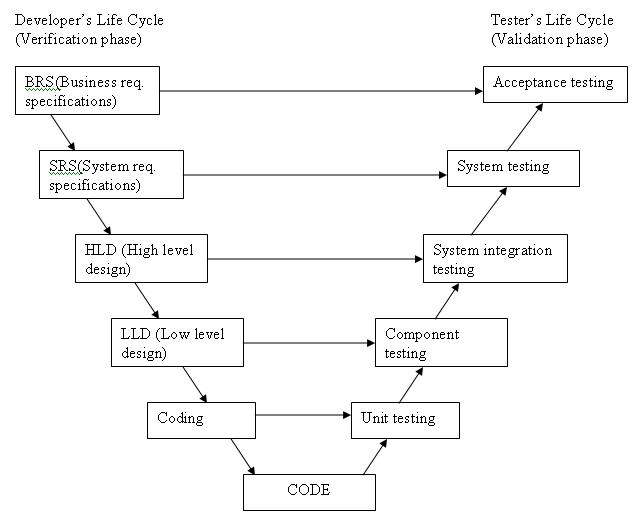 Developer's Life Cycle
(Verification phase)
Tester's Life Cycle
(Validation phase)
BRS(Business req.
specifications)
Acceptance testing
SRS(System req.
specifications)
System testing
HLD (High level
design)
System integration
testing
LLD (Low level
design)
Component
testing
Coding
Unit testing
CODE